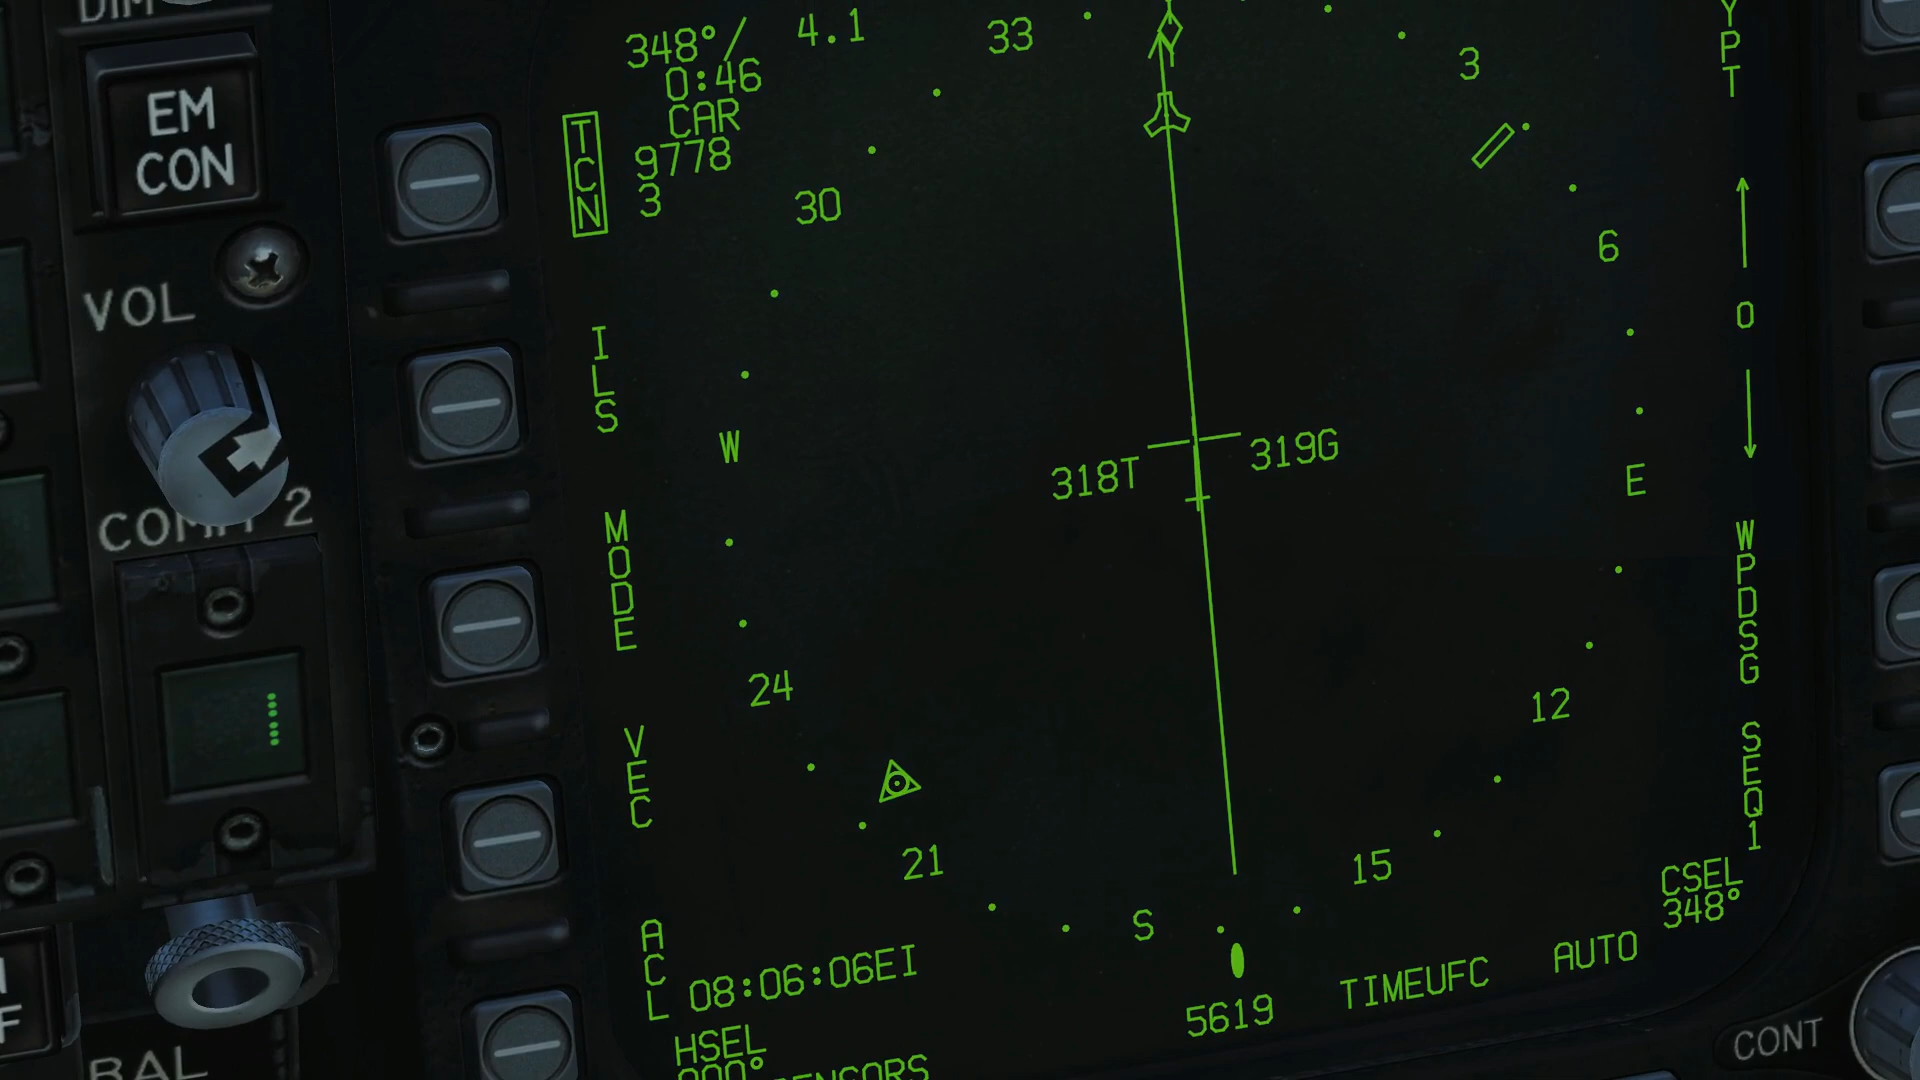 EM
CON
VOL
COMM 2
348°/ 4.1
0:46
CAR
9778
3
TCN
ILS
MODE
VEC
ACL
33
3
30
6
W
E
24
12
21
15
S
318T
319G
YPT
0
WPDSG
SEQ1
CSEL
348°
08:06:06EI
5619
TIMEUFC
AUTO
HSEL
CONT